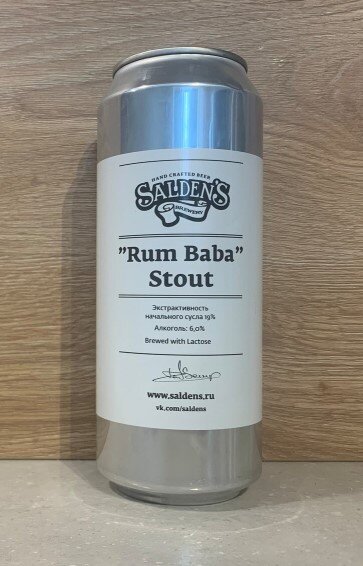 HAND CRAFTED BEER
SALDEN'S
BREWERY
"Rum Baba"
Stout
Экстрактивность
начального сусла 19%
Алкоголь: 6,0%
Brewed with Lactose
www.saldens.ru
vk.com/saldens